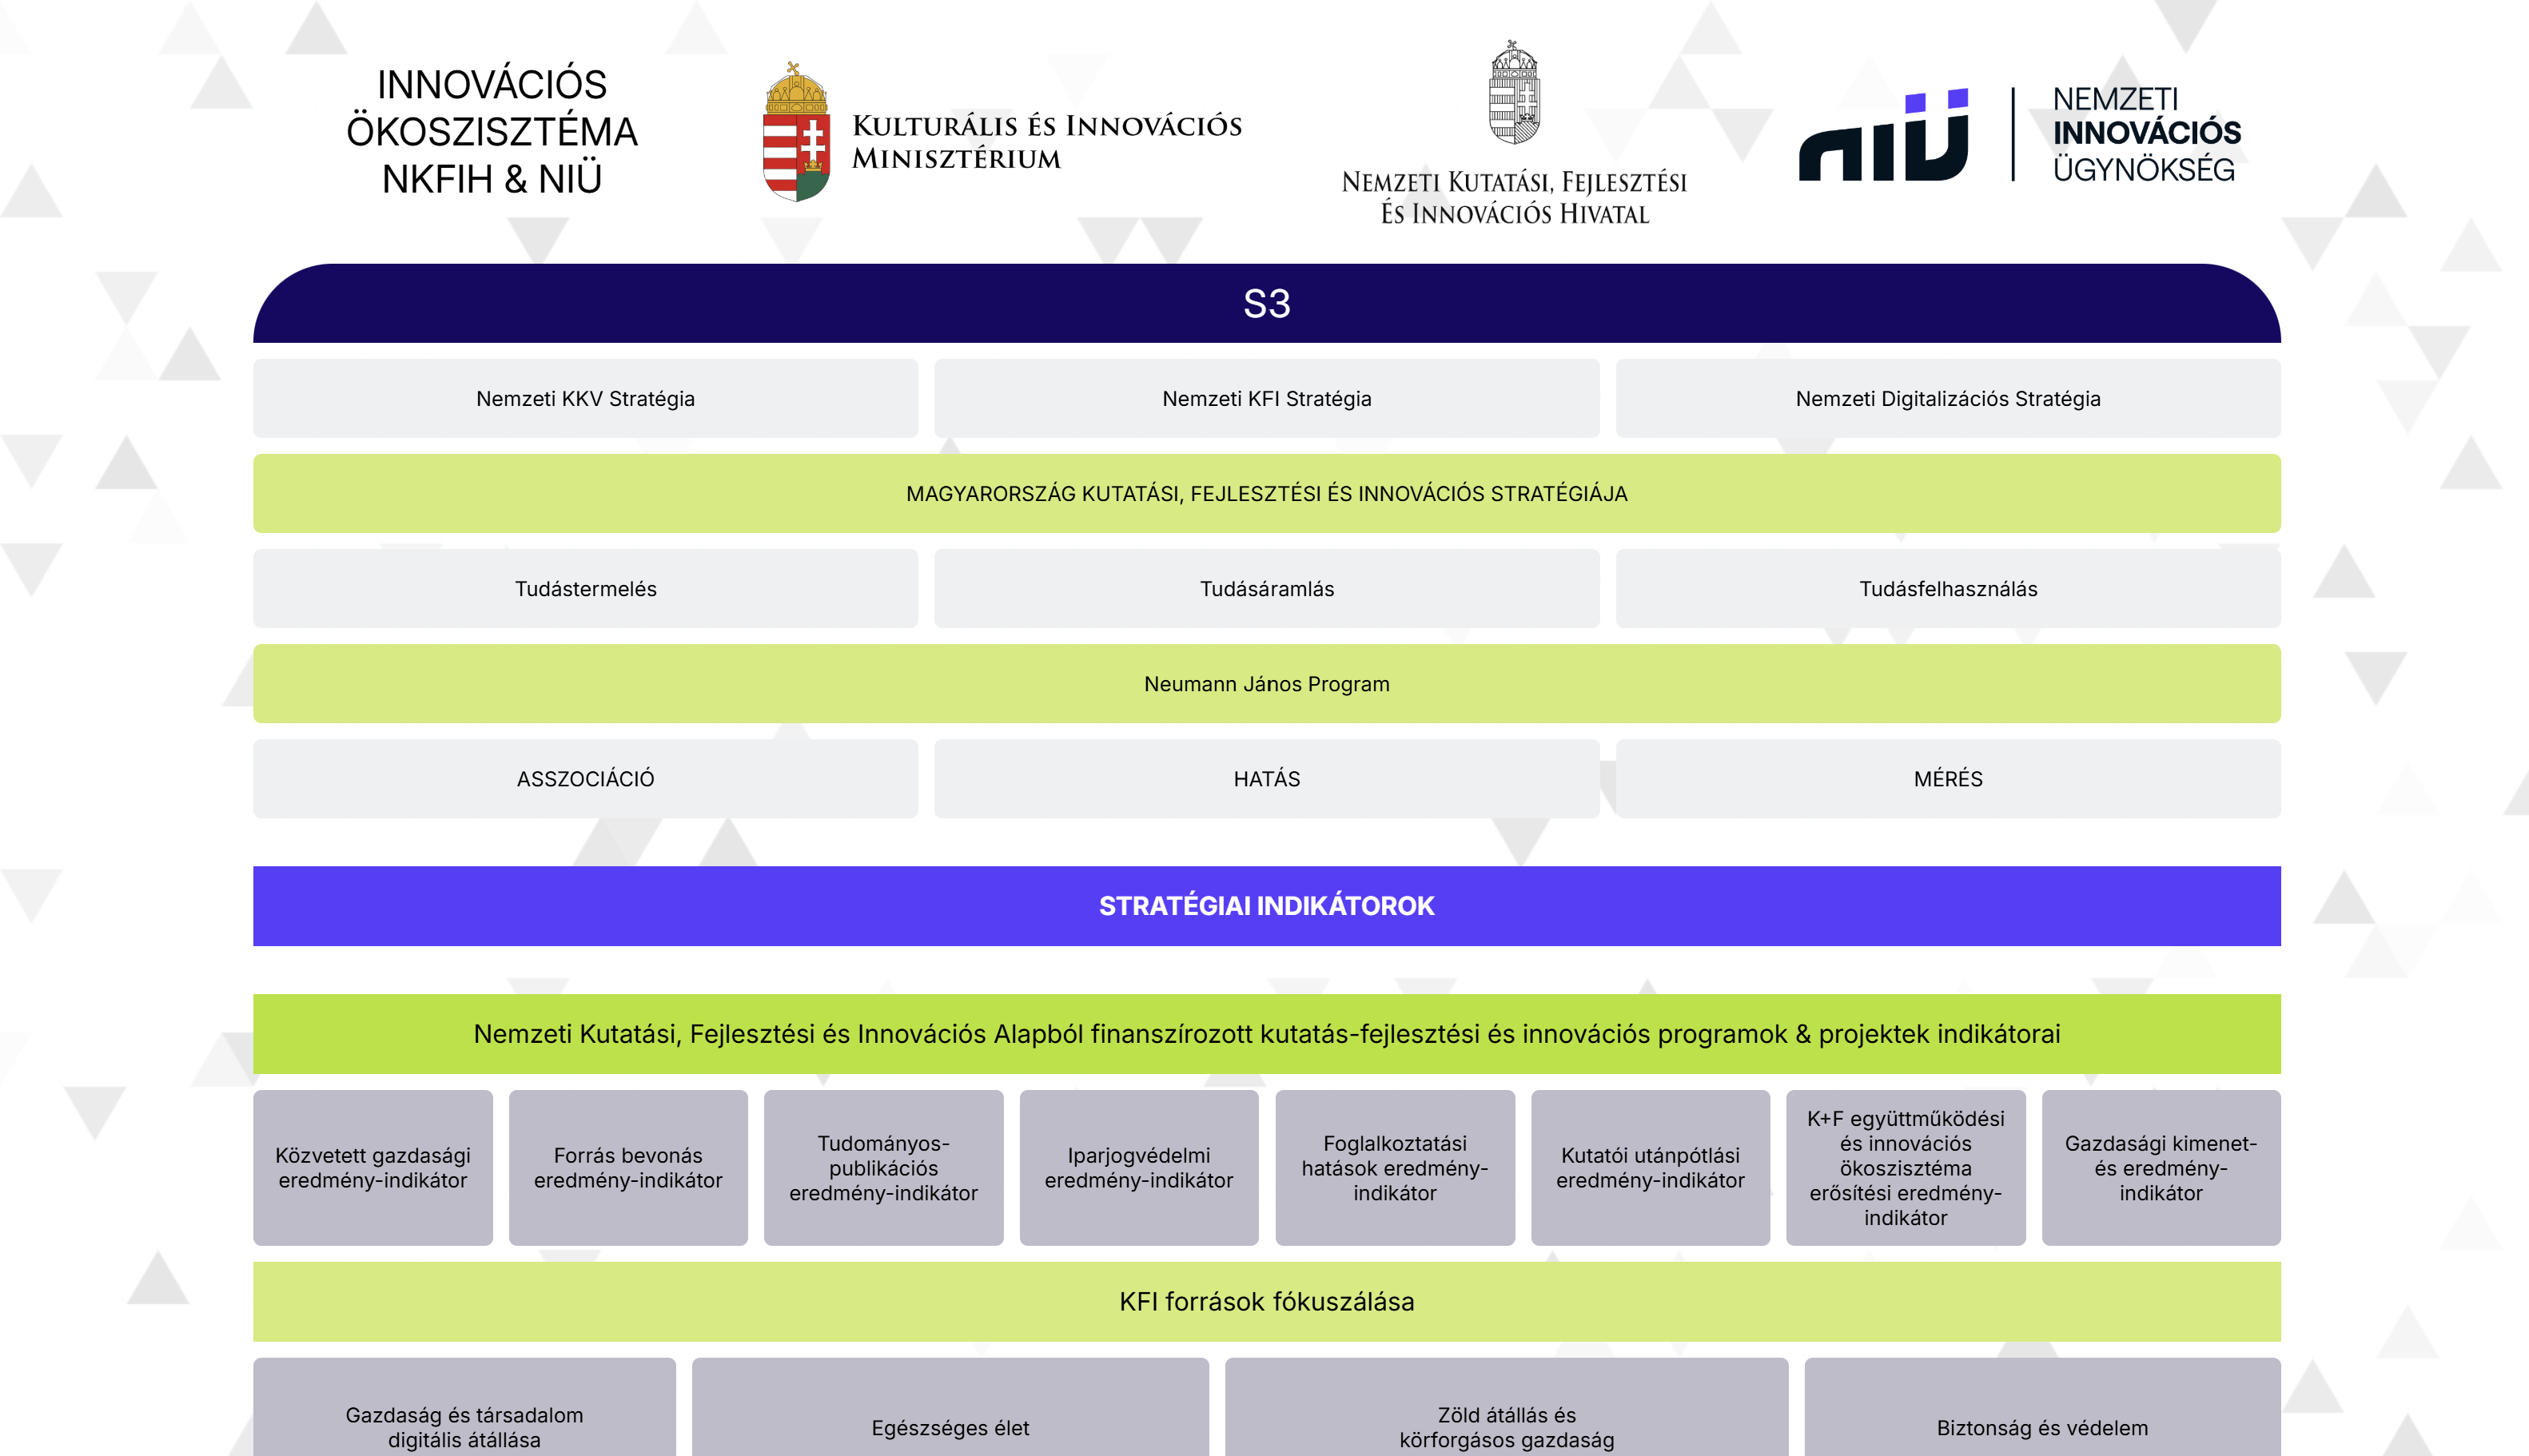 INNOVÁCIÓS
ÖKOSZISZTÉMA
NKFIH & NIÜ
KULTURÁLIS ÉS INNOVÁCIÓS
MINISZTÉRIUM
NEMZETI KUTATÁSI, FEJLESZTÉSI
ÉS INNOVÁCIÓS HIVATAL
NIÜ
NEMZETI
INNOVÁCIÓS
ÜGYNÖKSÉG
S3
Nemzeti KKV Stratégia
Nemzeti KFI Stratégia
Nemzeti Digitalizációs Stratégia
MAGYARORSZÁG KUTATÁSI, FEJLESZTÉSI ÉS INNOVÁCIÓS STRATÉGIÁJA
Tudástermelés
Tudásáramlás
Tudásfelhasználás
Neumann János Program
ASSZOCIÁCIÓ
HATÁS
MÉRÉS
STRATÉGIAI INDIKÁTOROK
Nemzeti Kutatási, Fejlesztési és Innovációs Alapból finanszírozott kutatás-fejlesztési és innovációs programok & projektek indikátorai
Közvetett gazdasági
eredmény-indikátor
Forrás bevonás
eredmény-indikátor
Tudományos-
publikációs
eredmény-indikátor
Iparjogvédelmi
eredmény-indikátor
Foglalkoztatási
hatások eredmény-
indikátor
Kutatói utánpótlási
eredmény-indikátor
K+F együttműködési
és innovációs
ökoszisztéma
erősítési eredmény-
indikátor
Gazdasági kimenet-
és eredmény-
indikátor
KFI források fókuszálása
Gazdaság és társadalom
digitális átállása
Egészséges élet
Zöld átállás és
körforgásos gazdaság
Biztonság és védelem